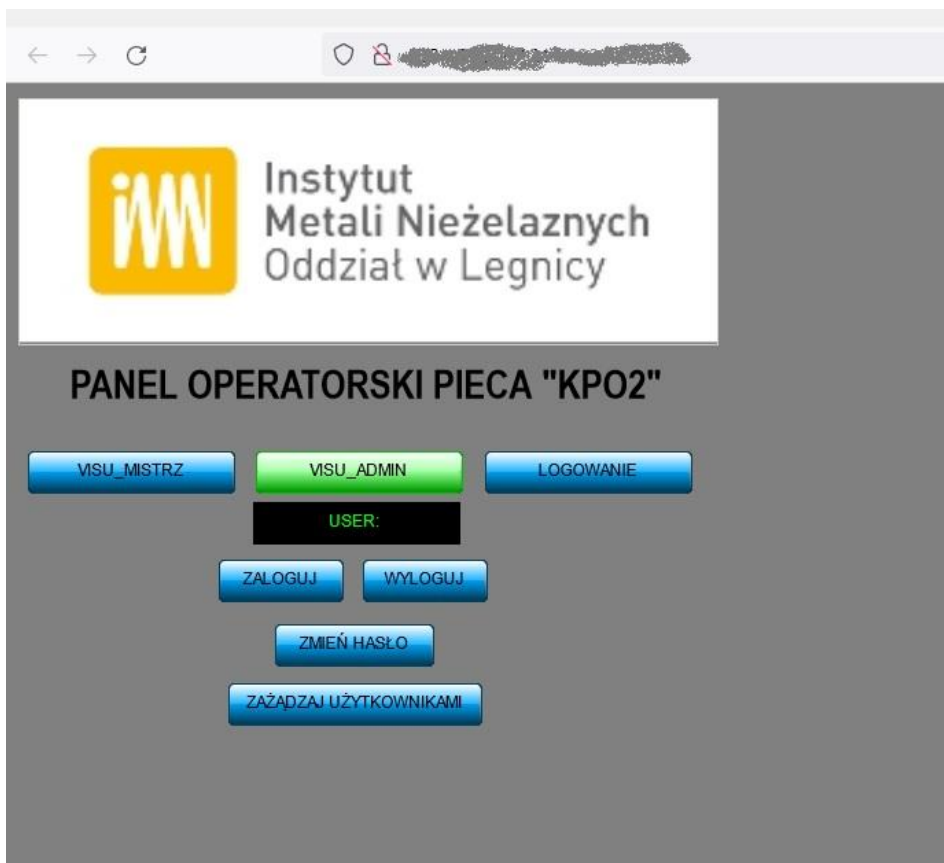 imn
Instytut
Metali Nieżelaznych
Oddział w Legnicy
PANEL OPERATORSKI PIECA "KPO2"
VISU_MISTRZ VISU_ADMIN LOGOWANIE
USER:
ZALOGUJ WYLOGUJ
ZMIEŃ HASŁO
ZAŻĄDZAJ UŻYTKOWNIKAMI